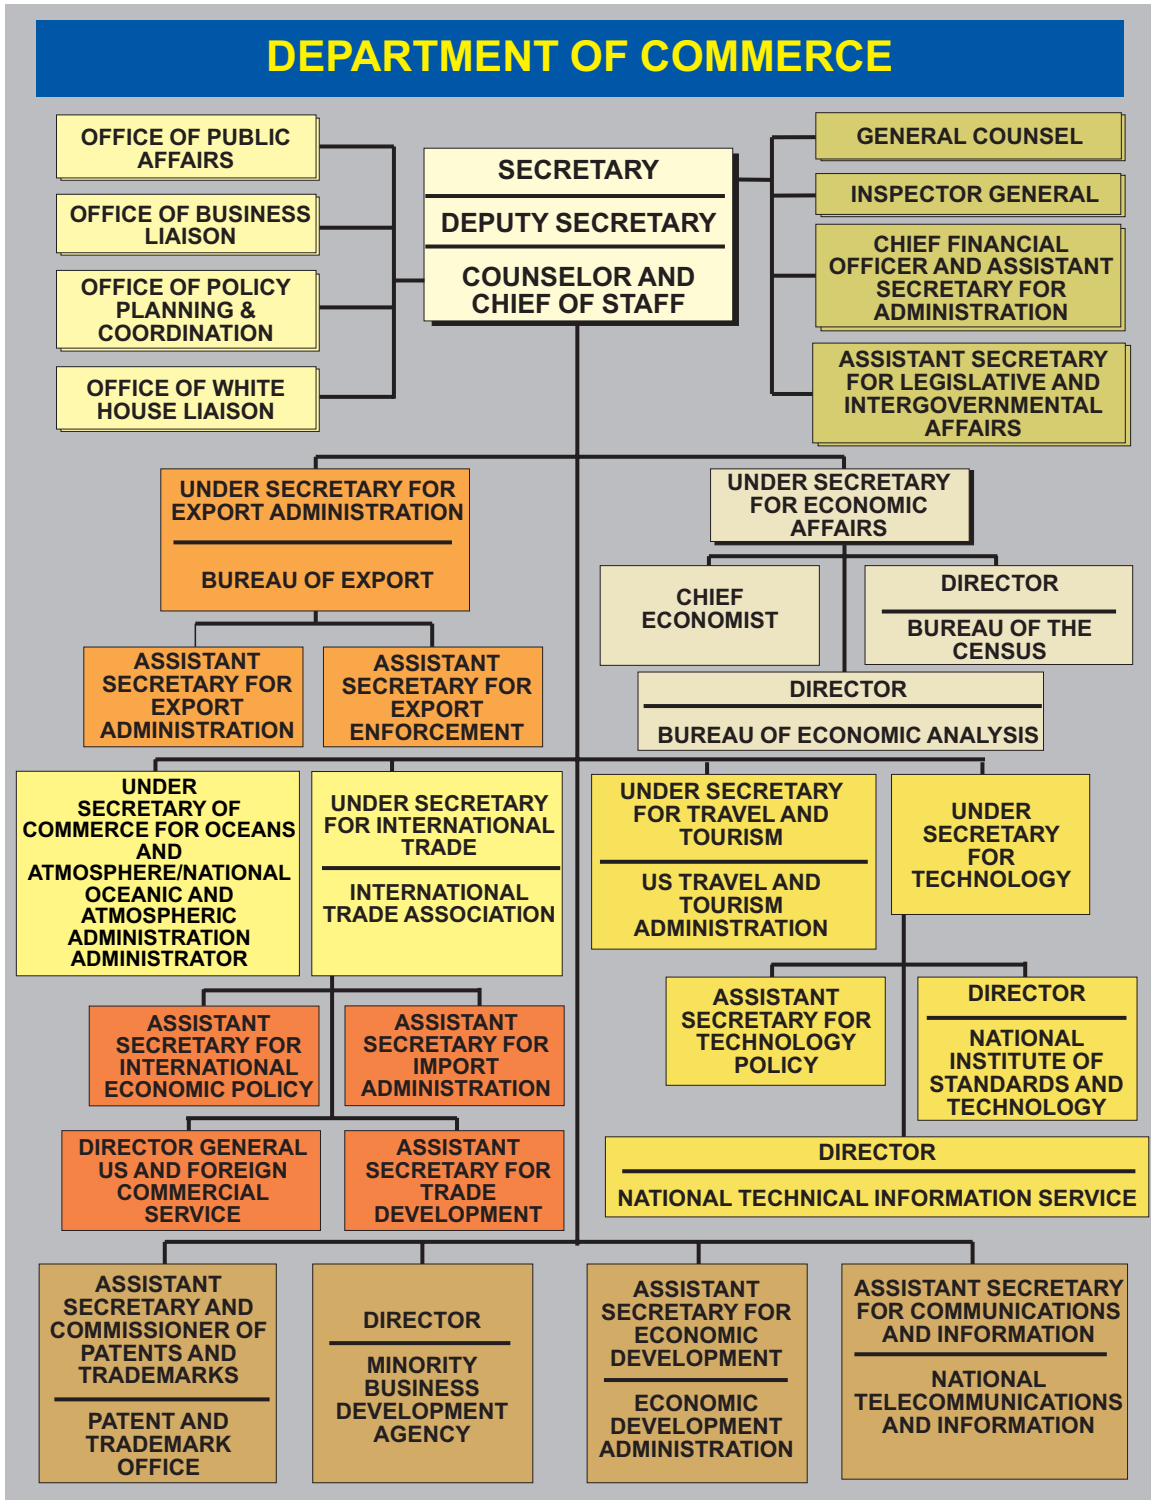 DEPARTMENT OF COMMERCE
OFFICE OF PUBLIC
AFFAIRS
OFFICE OF BUSINESS
LIAISON
OFFICE OF POLICY
PLANNING &
COORDINATION
OFFICE OF WHITE
HOUSE LIAISON
SECRETARY
DEPUTY SECRETARY
COUNSELOR AND
CHIEF OF STAFF
GENERAL COUNSEL
INSPECTOR GENERAL
CHIEF FINANCIAL
OFFICER AND ASSISTANT
SECRETARY FOR
ADMINISTRATION
ASSISTANT SECRETARY
FOR LEGISLATIVE AND
INTERGOVERNMENTAL
AFFAIRS
UNDER SECRETARY FOR
EXPORT ADMINISTRATION
BUREAU OF EXPORT
ASSISTANT
SECRETARY FOR
EXPORT
ADMINISTRATION
ASSISTANT
SECRETARY FOR
EXPORT
ENFORCEMENT
UNDER SECRETARY
FOR ECONOMIC
AFFAIRS
CHIEF
ECONOMIST
DIRECTOR
BUREAU OF THE
CENSUS
DIRECTOR
BUREAU OF ECONOMIC ANALYSIS
UNDER
SECRETARY OF
COMMERCE FOR OCEANS
AND
ATMOSPHERE/NATIONAL
OCEANIC AND
ATMOSPHERIC
ADMINISTRATION
ADMINISTRATOR
UNDER SECRETARY
FOR INTERNATIONAL
TRADE
INTERNATIONAL
TRADE ASSOCIATION
UNDER SECRETARY
FOR TRAVEL AND
TOURISM
US TRAVEL AND
TOURISM
ADMINISTRATION
UNDER
SECRETARY
FOR
TECHNOLOGY
ASSISTANT
SECRETARY FOR
INTERNATIONAL
ECONOMIC POLICY
ASSISTANT
SECRETARY FOR
IMPORT
ADMINISTRATION
DIRECTOR GENERAL
US AND FOREIGN
COMMERCIAL
SERVICE
ASSISTANT
SECRETARY FOR
TRADE
DEVELOPMENT
ASSISTANT
SECRETARY FOR
TECHNOLOGY
POLICY
DIRECTOR
NATIONAL
INSTITUTE OF
STANDARDS AND
TECHNOLOGY
DIRECTOR
NATIONAL TECHNICAL INFORMATION SERVICE
ASSISTANT
SECRETARY AND
COMMISSIONER OF
PATENTS AND
TRADEMARKS
PATENT AND
TRADEMARK
OFFICE
DIRECTOR
MINORITY
BUSINESS
DEVELOPMENT
AGENCY
ASSISTANT
SECRETARY FOR
ECONOMIC
DEVELOPMENT
ECONOMIC
DEVELOPMENT
ADMINISTRATION
ASSISTANT SECRETARY
FOR COMMUNICATIONS
AND INFORMATION
NATIONAL
TELECOMMUNICATIONS
AND INFORMATION